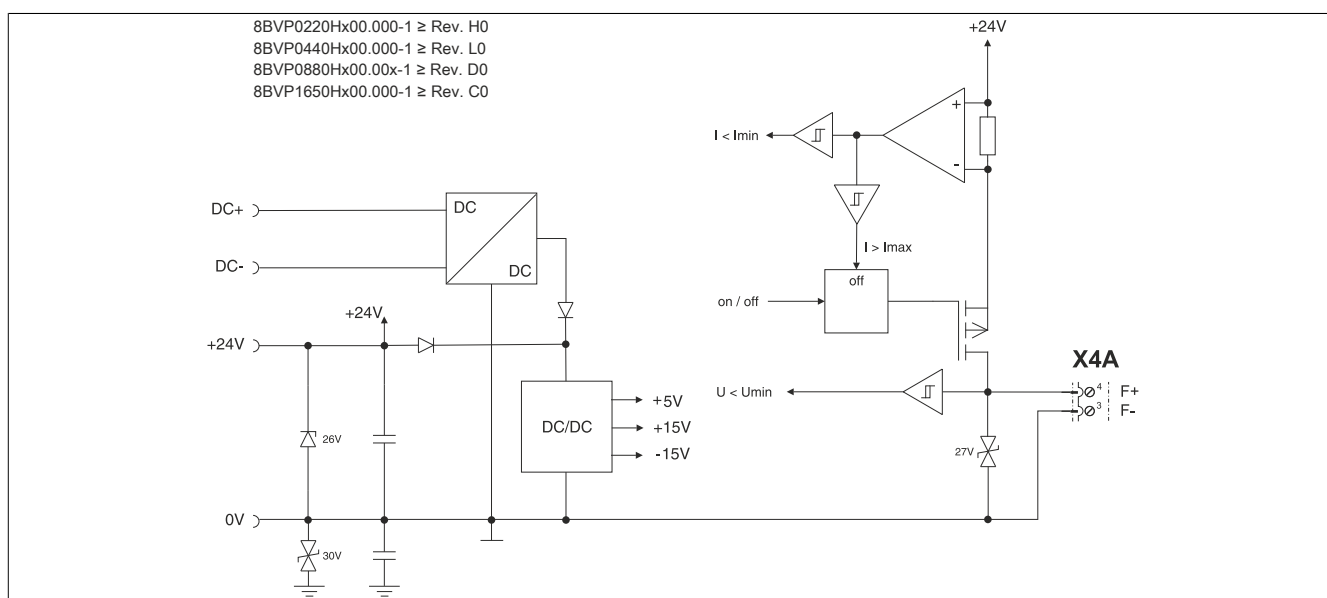 8BVP0220Hx00.000-1 ≥ Rev. H0
8BVP0440Hx00.000-1 ≥ Rev. L0
8BVP0880Hx00.00x-1 ≥ Rev. D0
8BVP1650Hx00.000-1 ≥ Rev. C0
+24V
+
-
I < Imin
I > Imax
DC+
DC-
DC
DC
off
on / off
+24V
+24V
X4A
4 F+
3 F-
U < Umin
DC/DC
+5V
+15V
-15V
26V
27V
0V
30V